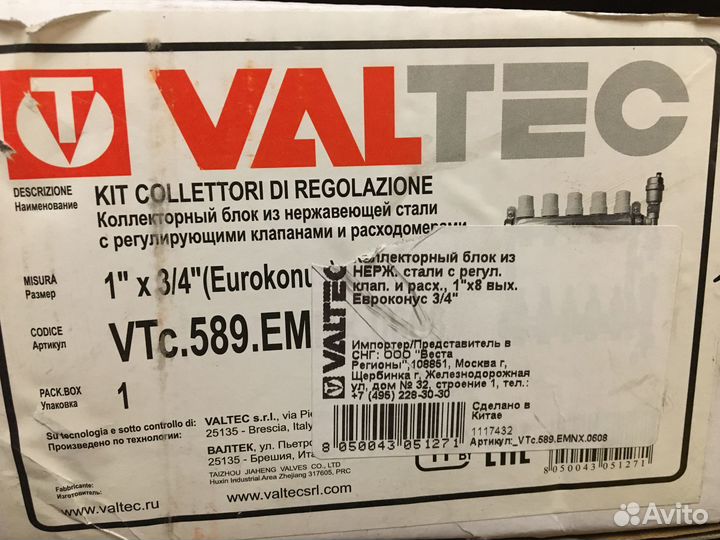 VALTEC
DESCRIZIONE
Наименование
KIT COLLETTORI DI REGOLAZIONE
Коллекторный блок из нержавеющей стали
с регулирующими клапанами и расходомерами
MISURA
Размер
1" x 3/4"(Eurokonu
CODICE
Артикул
VTc.589.EM
PACK.BOX
Упаковка
1
Su tecnologia e sotto controllo di:
Произведено по технологии:
VALTEC s.r.l., via Pie
25135 - Brescia, Italy
ВАЛТЕК, ул. Пьетро
25135 - Брешия, Ита
Fabbricante:
Изготовитель:
TAIZHOU JIAHENG VALVES CO., LTD
Huxin Industrial.Area Zhejiang 317605, PRC
www.valtec.ru
www.valtecsrl.com
VALTEC
Коллекторный блок из
НЕРЖ. стали с регул.
клап. и расх., 1"x8 вых.
Евроконус 3/4"
Импортер/Представитель в
СНГ: ООО "Веста
Регионы",108851, Москва г,
Щербинка г, Железнодорожная
ул, дом № 32, строение 1, тел.:
+7 (495) 228-30-30
Сделано в
Китае
1117432
Артикул:_VTc.589.EMNX.0608
8 050043 051271
EAC
8 050043 051271
Avito